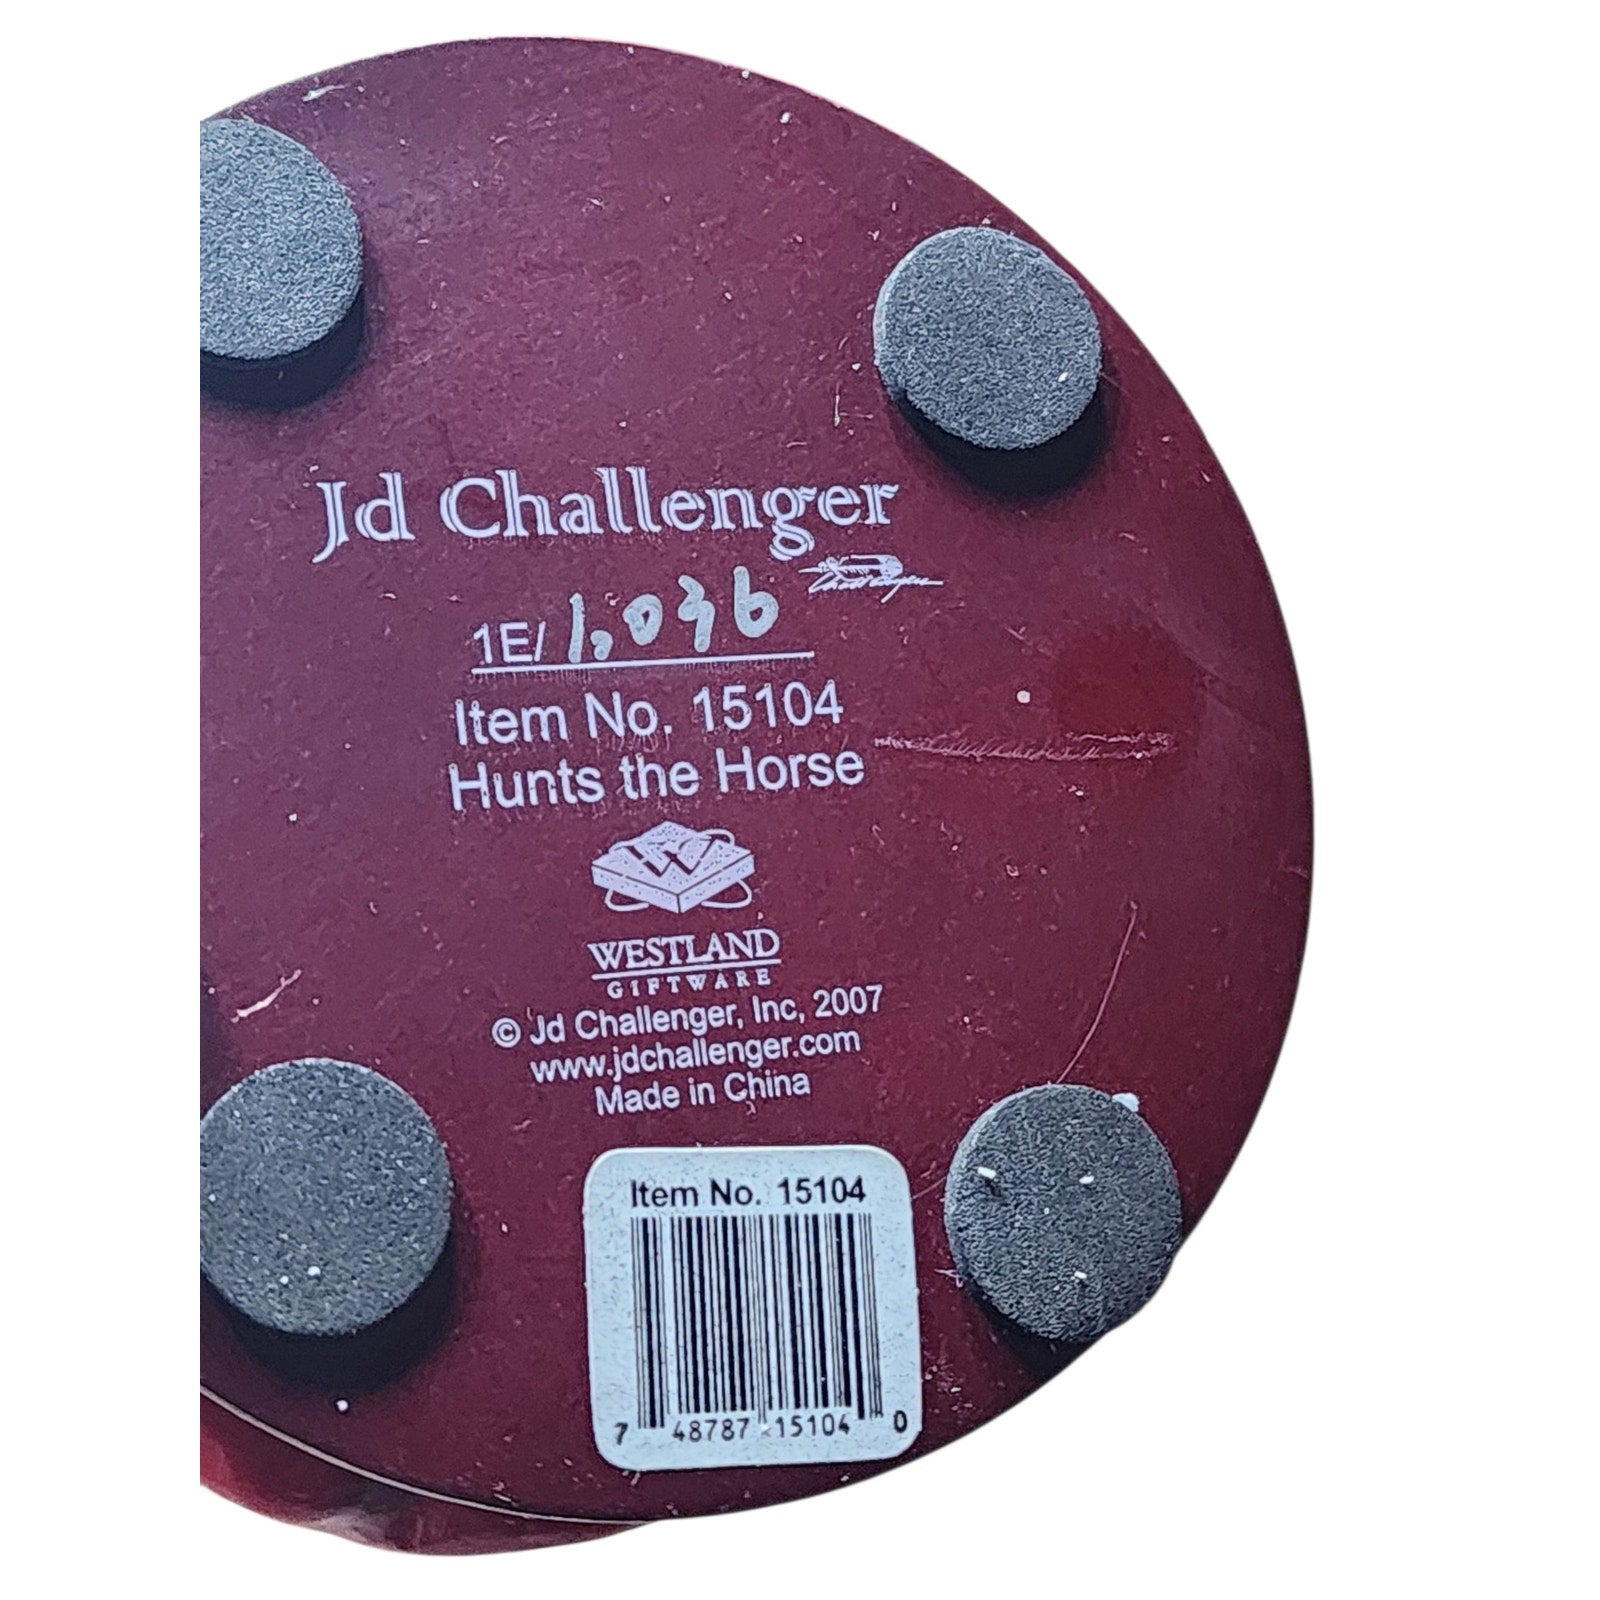 Jd Challenger
Challenger
1E/1,036
Item No. 15104
Hunts the Horse
W
WESTLAND
GIFTWARE
© Jd Challenger, Inc, 2007
www.jdchallenger.com
Made in China
Item No. 15104
7 48787 15104 0